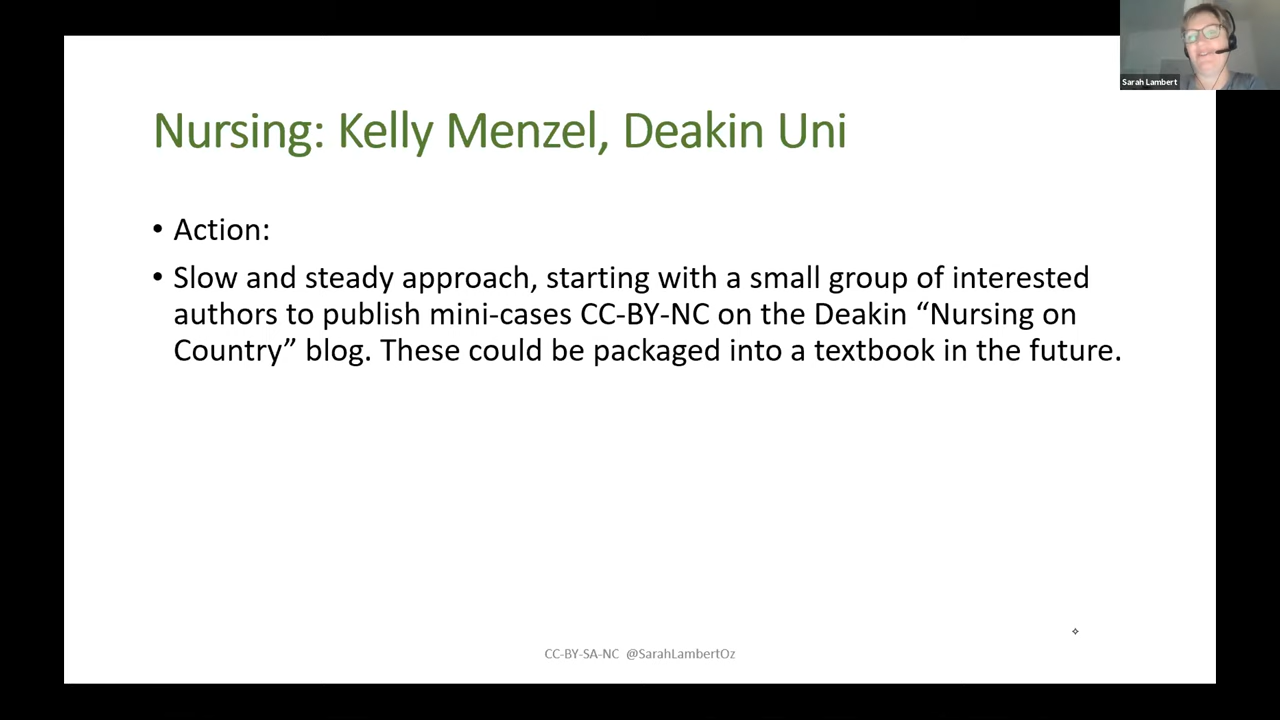 Sarah Lambert
Nursing: Kelly Menzel, Deakin Uni
• Action:
• Slow and steady approach, starting with a small group of interested
authors to publish mini-cases CC-BY-NC on the Deakin “Nursing on
Country” blog. These could be packaged into a textbook in the future.
CC-BY-SA-NC @SarahLambertOz